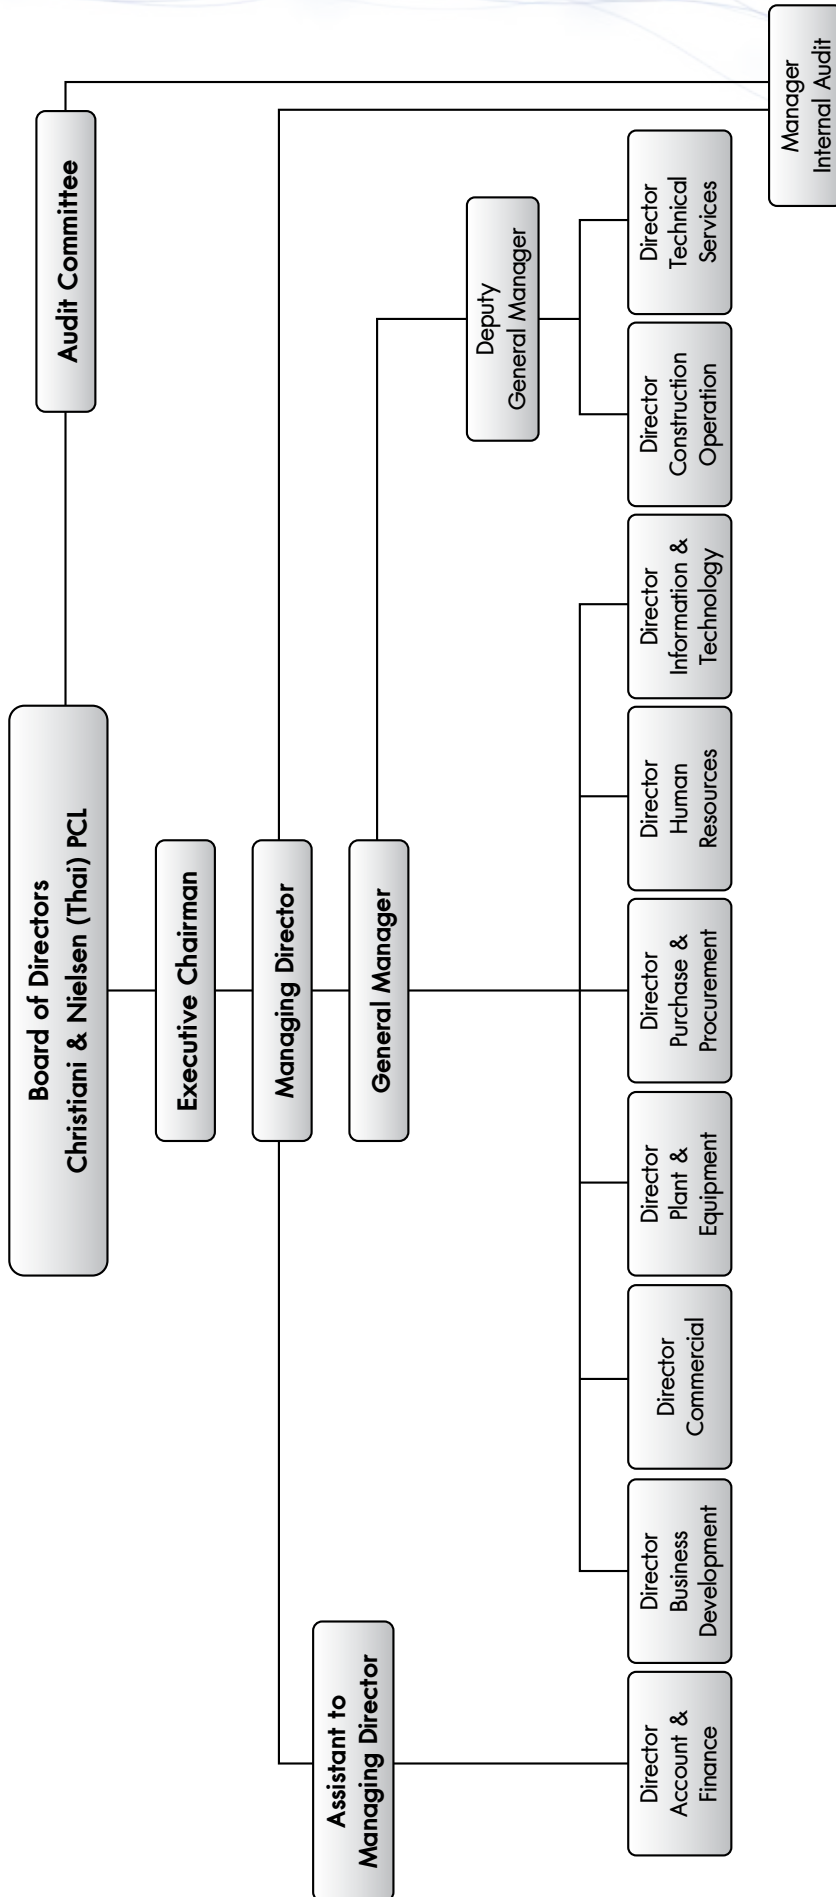 Board of Directors
Christiani & Nielsen (Thai) PCL
Audit Committee
Executive Chairman
Managing Director
General Manager
Assistant to
Managing Director
Deputy
General Manager
Director
Account &
Finance
Director
Business
Development
Director
Commercial
Director
Plant &
Equipment
Director
Purchase &
Procurement
Director
Human
Resources
Director
Information &
Technology
Director
Construction
Operation
Director
Technical
Services
Manager
Internal Audit